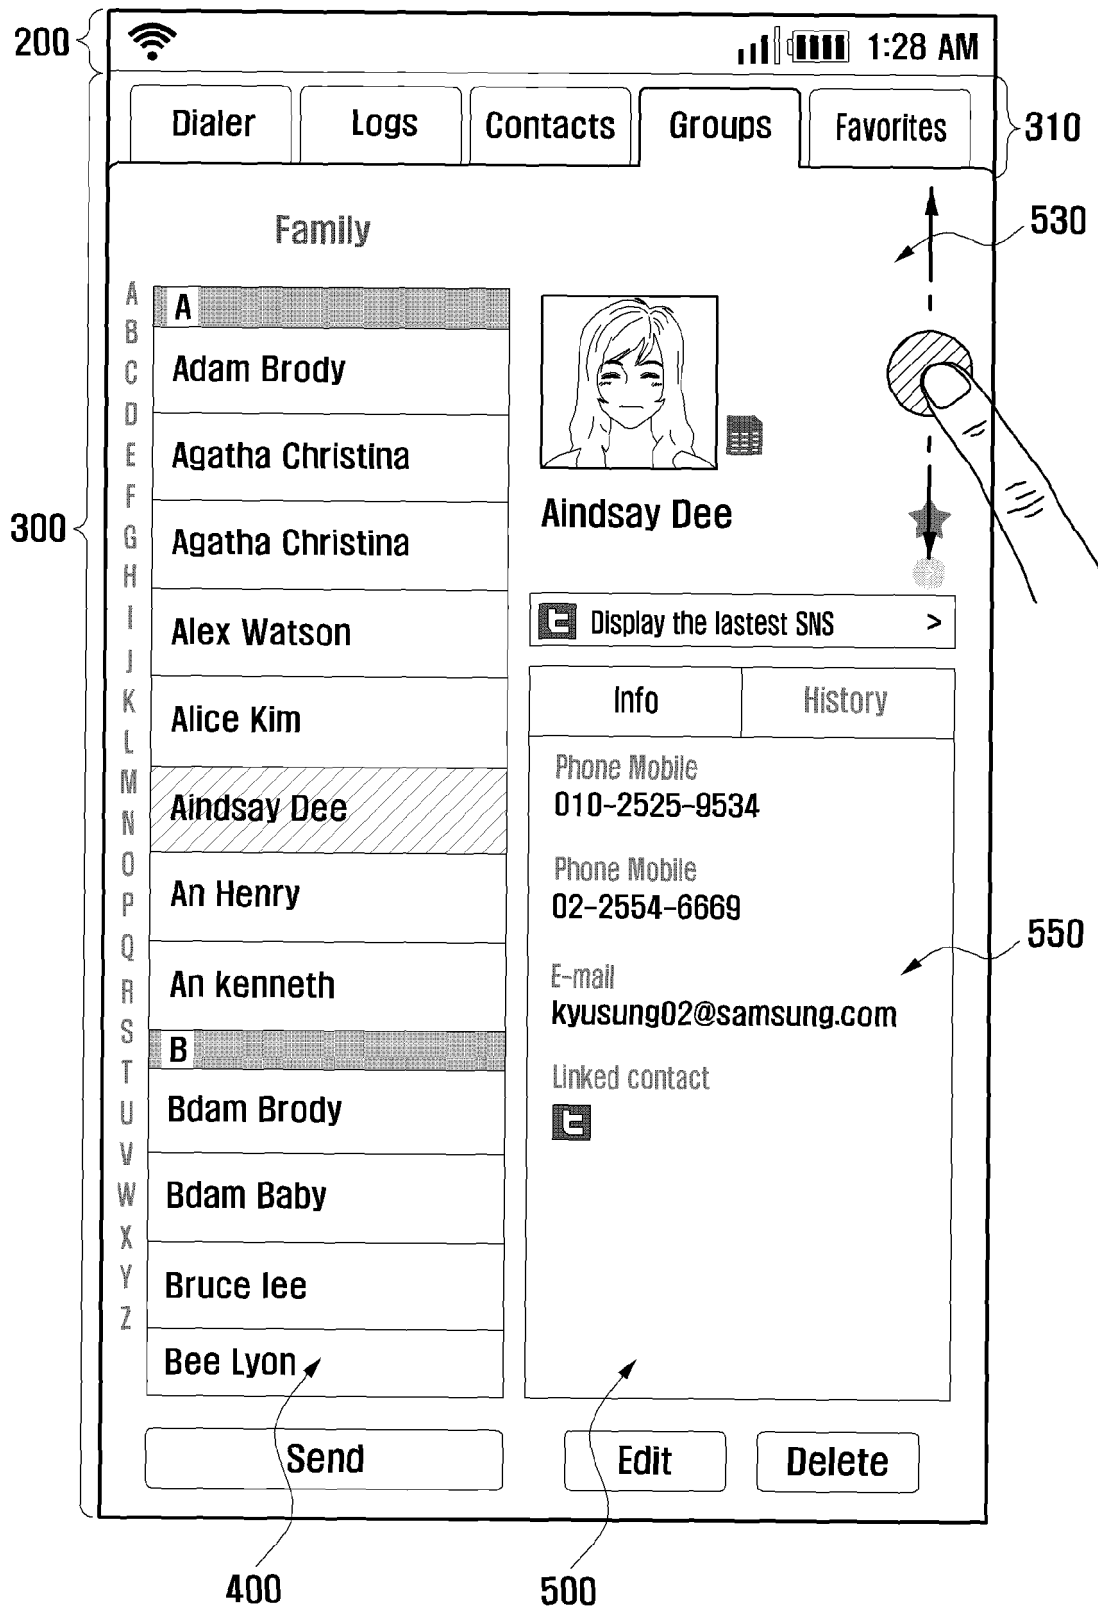 200
1:28 AM
Dialer
Logs
Contacts
Groups
Favorites
310
530
Family
A
B
C
D
E
F
G
H
I
J
K
L
M
N
O
P
Q
R
S
T
U
V
W
X
Y
Z
300
A
Adam Brody
Agatha Christina
Agatha Christina
Alex Watson
Alice Kim
Aindsay Dee
An Henry
An kenneth
B
Bdam Brody
Bdam Baby
Bruce lee
Bee Lyon
Send
Aindsay Dee
t Display the lastest SNS >
Info
History
Phone Mobile
010-2525-9534
Phone Mobile
02-2554-6669
E-mail
kyusung02@samsung.com
Linked contact
t
550
Edit
Delete
400
500